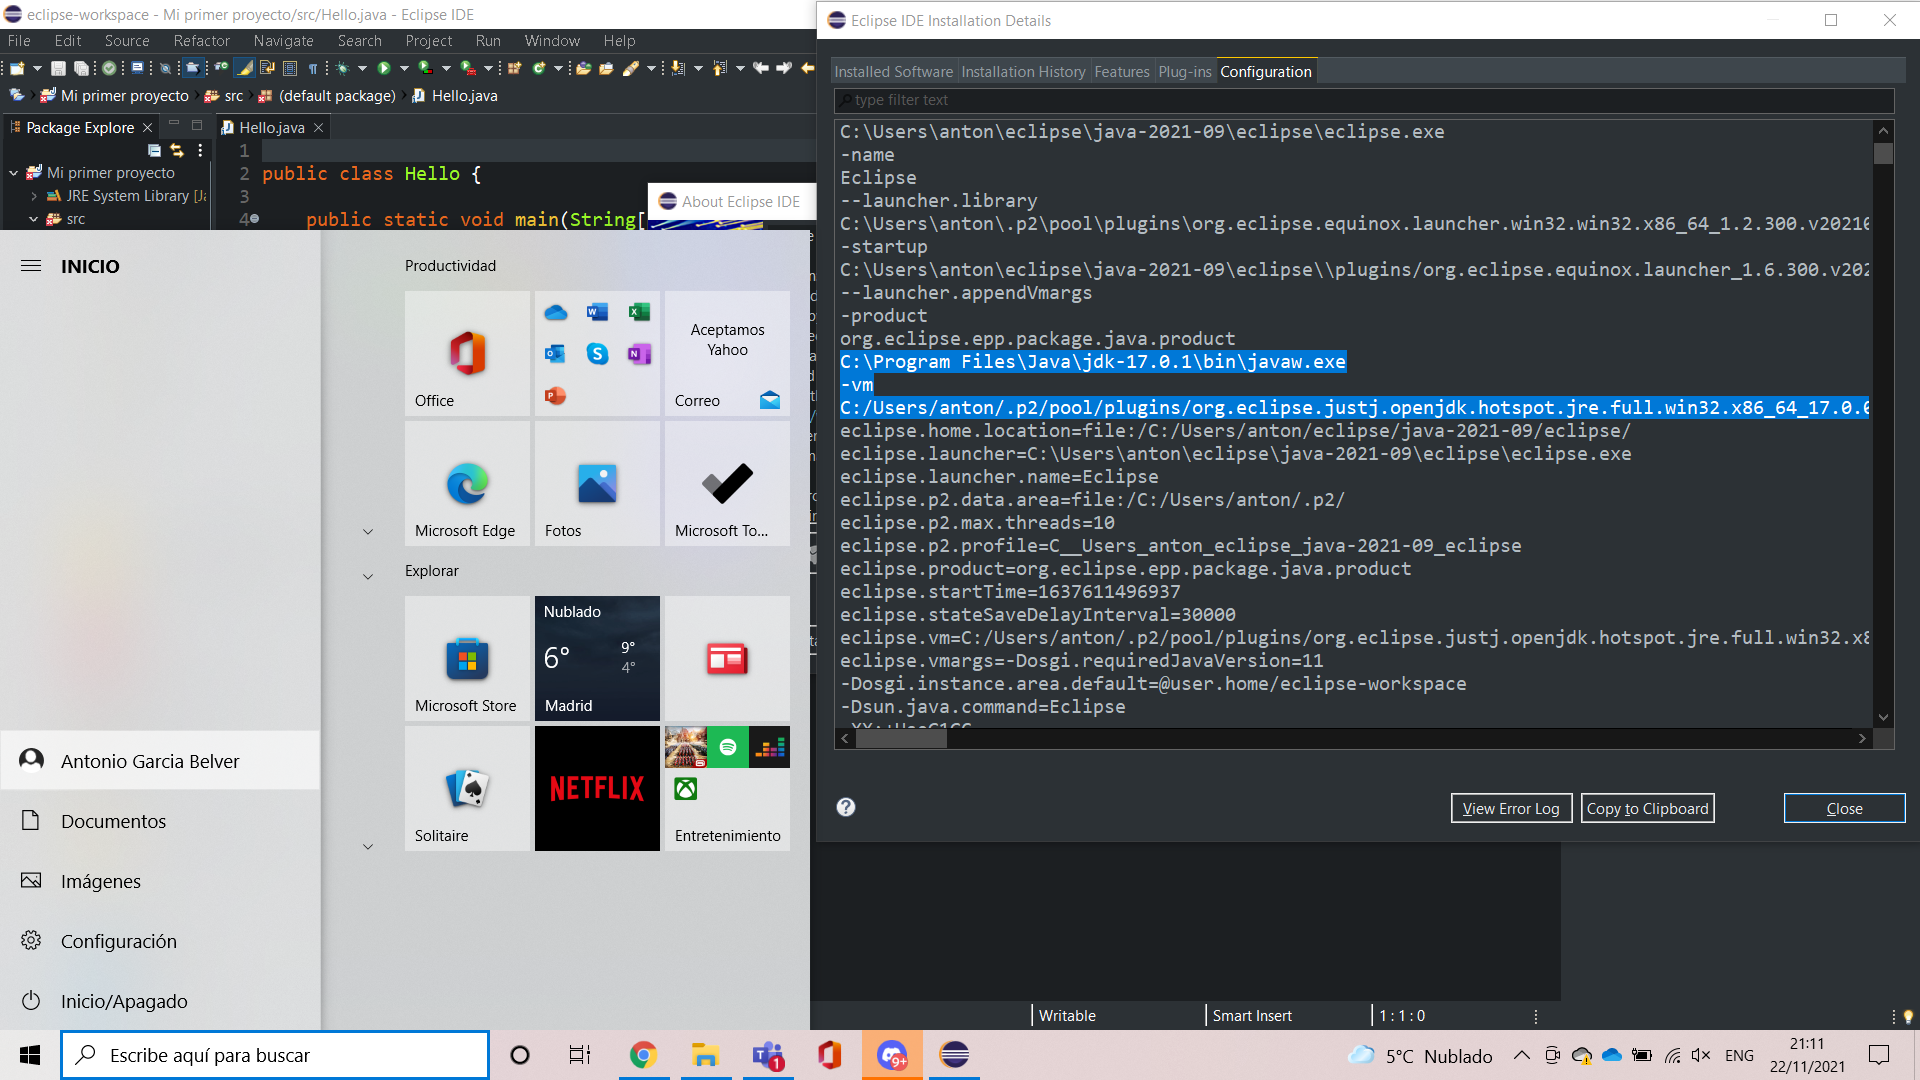 eclipse-workspace - Mi primer proyecto/src/Hello.java - Eclipse IDE
File Edit Source Refactor Navigate Search Project Run Window Help
Mi primer proyecto src (default package) Hello.java
Package Explore
Hello.java
Mi primer proyecto
JRE System Library [Ja
src
1
2 public class Hello {
3
4 public static void main(String[
About Eclipse IDE
Eclipse IDE Installation Details
Installed Software Installation History Features Plug-ins Configuration
type filter text
C:\Users\anton\eclipse\java-2021-09\eclipse\eclipse.exe
-name
Eclipse
--launcher.library
C:\Users\anton\.p2\pool\plugins\org.eclipse.equinox.launcher.win32.win32.x86_64_1.2.300.v20210
-startup
C:\Users\anton\eclipse\java-2021-09\eclipse\\plugins/org.eclipse.equinox.launcher_1.6.300.v202
--launcher.appendVmargs
-product
org.eclipse.epp.package.java.product
C:\Program Files\Java\jdk-17.0.1\bin\javaw.exe
-vm
C:/Users/anton/.p2/pool/plugins/org.eclipse.justj.openjdk.hotspot.jre.full.win32.x86_64_17.0.0
eclipse.home.location=file:/C:/Users/anton/eclipse/java-2021-09/eclipse/
eclipse.launcher=C:\Users\anton\eclipse\java-2021-09\eclipse\eclipse.exe
eclipse.launcher.name=Eclipse
eclipse.p2.data.area=file:/C:/Users/anton/.p2/
eclipse.p2.max.threads=10
eclipse.p2.profile=C__Users_anton_eclipse_java-2021-09_eclipse
eclipse.product=org.eclipse.epp.package.java.product
eclipse.startTime=1637611496937
eclipse.stateSaveDelayInterval=30000
eclipse.vm=C:/Users/anton/.p2/pool/plugins/org.eclipse.justj.openjdk.hotspot.jre.full.win32.x8
eclipse.vmargs=-Dosgi.requiredJavaVersion=11
-Dosgi.instance.area.default=@user.home/eclipse-workspace
-Dsun.java.command=Eclipse
View Error Log Copy to Clipboard Close
INICIO
Antonio Garcia Belver
Documentos
Imágenes
Configuración
Inicio/Apagado
Productividad
Office
Aceptamos
Yahoo
Correo
Microsoft Edge
Fotos
Microsoft To...
Explorar
Microsoft Store
Nublado
6° 9°
4°
Madrid
Solitaire
NETFLIX
Entretenimiento
Writable Smart Insert 1 : 1 : 0
Escribe aquí para buscar
1
9+
5°C Nublado
ENG
21:11
22/11/2021